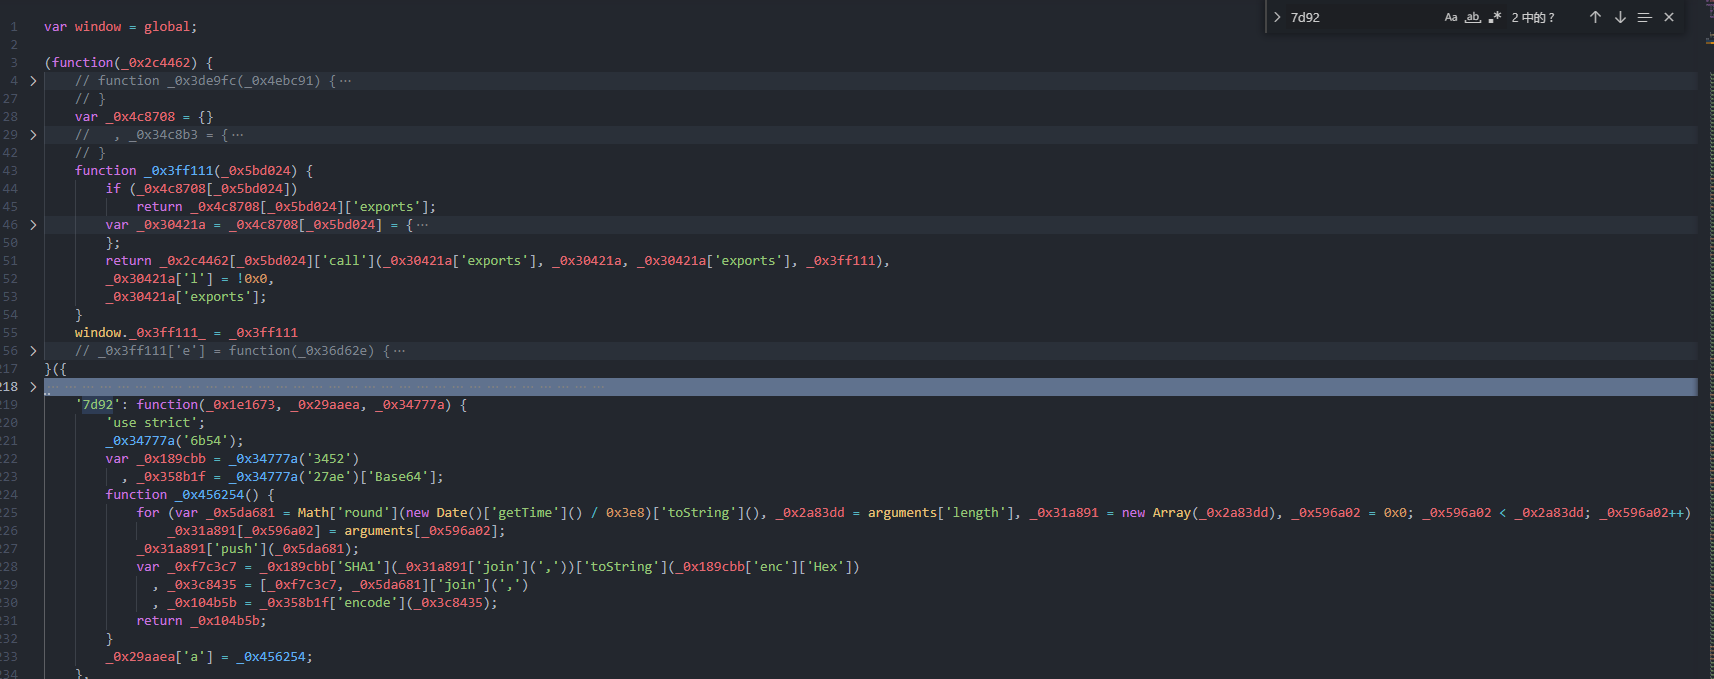 7d92 Aa ab .* 2 中的 ?
1 var window = global;
2
3 (function(_0x2c4462) {
4 // function _0x3de9fc(_0x4ebc91) { ⋯
27 // }
28 var _0x4c8708 = {}
29 //   , _0x34c8b3 = { ⋯
42 // }
43 function _0x3ff111(_0x5bd024) {
44 if (_0x4c8708[_0x5bd024])
45 return _0x4c8708[_0x5bd024]['exports'];
46 var _0x30421a = _0x4c8708[_0x5bd024] = { ⋯
50 };
51 return _0x2c4462[_0x5bd024]['call'](_0x30421a['exports'], _0x30421a, _0x30421a['exports'], _0x3ff111),
52 _0x30421a['l'] = !0x0,
53 _0x30421a['exports'];
54 }
55 window._0x3ff111_ = _0x3ff111
56 // _0x3ff111['e'] = function(_0x36d62e) { ⋯
217 }({
218
219 '7d92': function(_0x1e1673, _0x29aaea, _0x34777a) {
220 'use strict';
221 _0x34777a('6b54');
222 var _0x189cbb = _0x34777a('3452')
223 , _0x358b1f = _0x34777a('27ae')['Base64'];
224 function _0x456254() {
225 for (var _0x5da681 = Math['round'](new Date()['getTime']() / 0x3e8)['toString'](), _0x2a83dd = arguments['length'], _0x31a891 = new Array(_0x2a83dd), _0x596a02 = 0x0; _0x596a02 < _0x2a83dd; _0x596a02++)
226 _0x31a891[_0x596a02] = arguments[_0x596a02];
227 _0x31a891['push'](_0x5da681);
228 var _0xf7c3c7 = _0x189cbb['SHA1'](_0x31a891['join'](','))['toString'](_0x189cbb['enc']['Hex'])
229 , _0x3c8435 = [_0xf7c3c7, _0x5da681]['join'](',')
230 , _0x104b5b = _0x358b1f['encode'](_0x3c8435);
231 return _0x104b5b;
232 }
233 _0x29aaea['a'] = _0x456254;
234 },